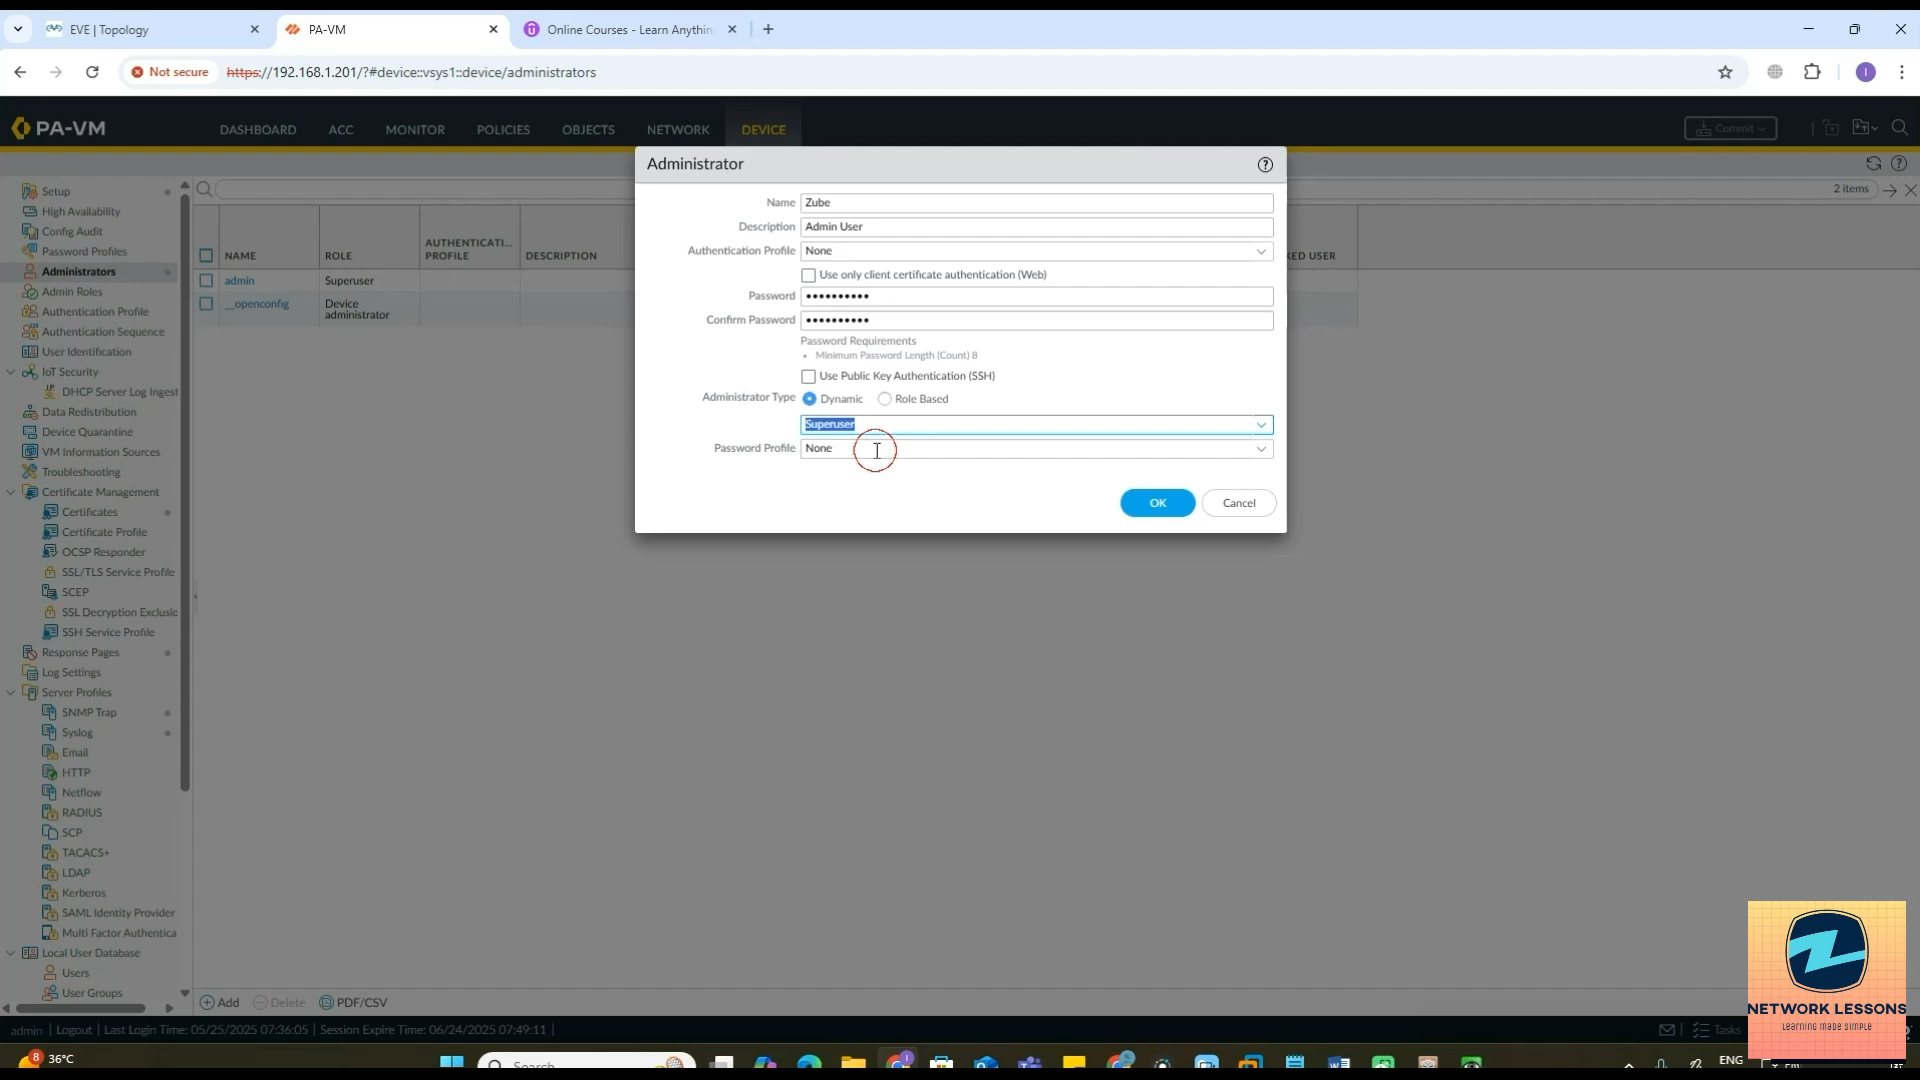 EVE | Topology
PA-VM
Online Courses - Learn Anythin
Not secure
https://192.168.1.201/?#device::vsys1::device/administrators
PA-VM
DASHBOARD
ACC
MONITOR
POLICIES
OBJECTS
NETWORK
DEVICE
Commit
Setup
High Availability
Config Audit
Password Profiles
Administrators
Admin Roles
Authentication Profile
Authentication Sequence
User Identification
IoT Security
DHCP Server Log Ingest
Data Redistribution
Device Quarantine
VM Information Sources
Troubleshooting
Certificate Management
Certificates
Certificate Profile
OCSP Responder
SSL/TLS Service Profile
SCEP
SSL Decryption Exclusio
SSH Service Profile
Response Pages
Log Settings
Server Profiles
SNMP Trap
Syslog
Email
HTTP
Netflow
RADIUS
SCP
TACACS+
LDAP
Kerberos
SAML Identity Provider
Multi Factor Authentica
Local User Database
Users
User Groups
2 items
NAME
ROLE
AUTHENTICATI... PROFILE
DESCRIPTION
KED USER
admin
Superuser
__openconfig
Device administrator
Administrator
Name Zube
Description Admin User
Authentication Profile None
Use only client certificate authentication (Web)
Password ••••••••••
Confirm Password ••••••••••
Password Requirements
• Minimum Password Length (Count) 8
Use Public Key Authentication (SSH)
Administrator Type Dynamic Role Based
Superuser
Password Profile None
OK
Cancel
Add
Delete
PDF/CSV
admin | Logout | Last Login Time: 05/25/2025 07:36:05 | Session Expire Time: 06/24/2025 07:49:11 |
Tasks
NETWORK LESSONS
Learning made simple
8
36°C
Search
ENG